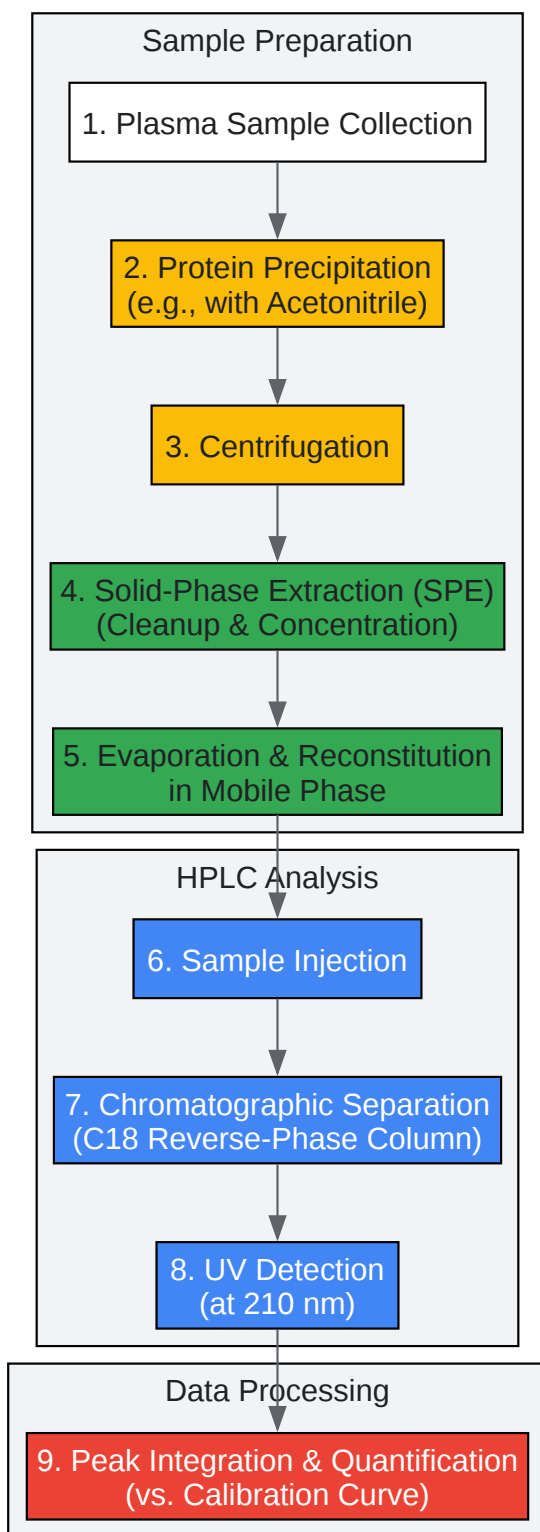 Sample Preparation
1. Plasma Sample Collection
2. Protein Precipitation
(e.g., with Acetonitrile)
3. Centrifugation
4. Solid-Phase Extraction (SPE)
(Cleanup & Concentration)
5. Evaporation & Reconstitution
in Mobile Phase
HPLC Analysis
6. Sample Injection
7. Chromatographic Separation
(C18 Reverse-Phase Column)
8. UV Detection
(at 210 nm)
Data Processing
9. Peak Integration & Quantification
(vs. Calibration Curve)